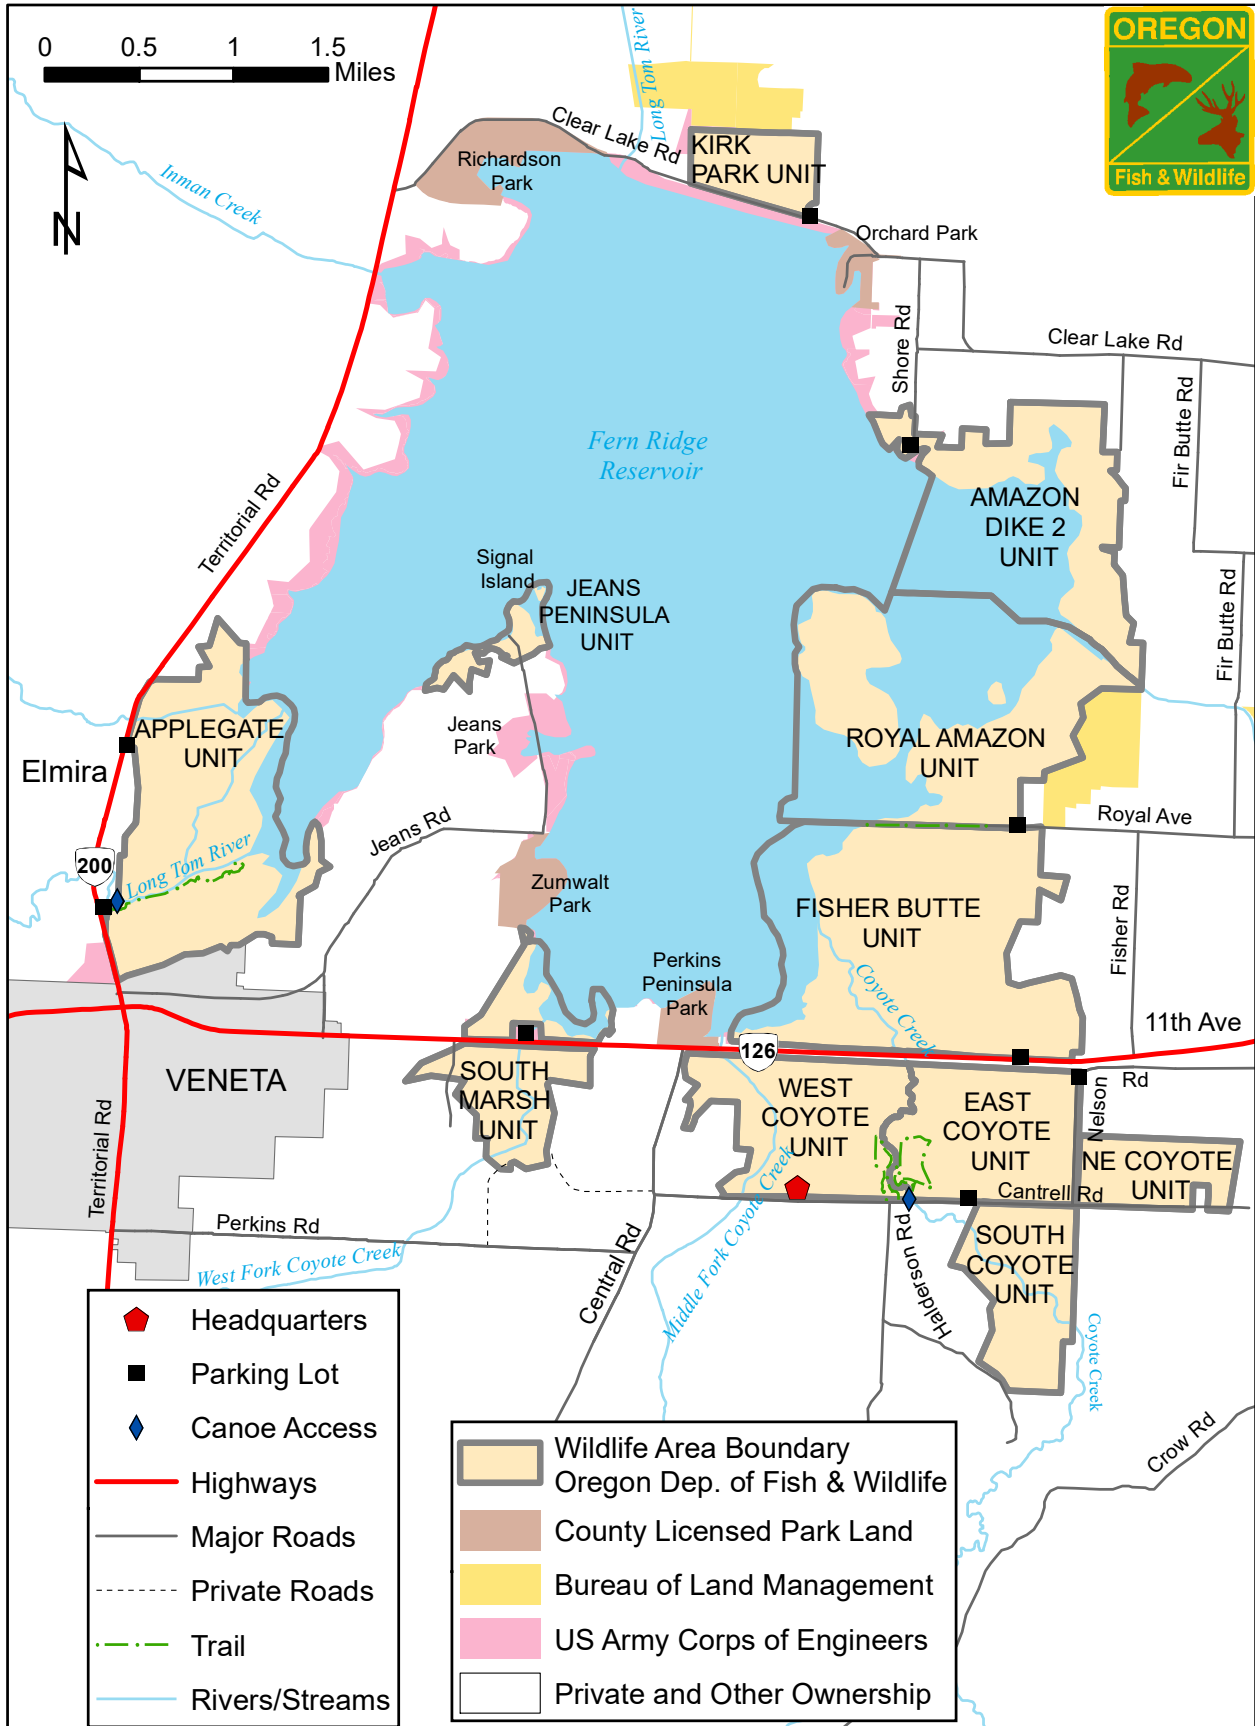 0 0.5 1 1.5
Miles
N
OREGON
Fish & Wildlife
Long Tom River
Clear Lake Rd
KIRK
PARK UNIT
Richardson
Park
Inman Creek
Orchard Park
Shore Rd
Clear Lake Rd
Fir Butte Rd
Fern Ridge
Reservoir
Territorial Rd
AMAZON
DIKE 2
UNIT
Signal
Island
JEANS
PENINSULA
UNIT
Fir Butte Rd
APPLEGATE
UNIT
Jeans
Park
ROYAL AMAZON
UNIT
Elmira
Royal Ave
Jeans Rd
200
Long Tom River
Zumwalt
Park
FISHER BUTTE
UNIT
Fisher Rd
Perkins
Peninsula
Park
Coyote Creek
11th Ave
126
VENETA
SOUTH
MARSH
UNIT
WEST
COYOTE
UNIT
EAST
COYOTE
UNIT
Nelson
Rd
NE COYOTE
UNIT
Territorial Rd
Cantrell Rd
Perkins Rd
West Fork Coyote Creek
Central Rd
Middle Fork Coyote Creek
Halderson Rd
SOUTH
COYOTE
UNIT
Coyote Creek
Crow Rd
Headquarters
Parking Lot
Canoe Access
Highways
Major Roads
Private Roads
Trail
Rivers/Streams
Wildlife Area Boundary
Oregon Dep. of Fish & Wildlife
County Licensed Park Land
Bureau of Land Management
US Army Corps of Engineers
Private and Other Ownership